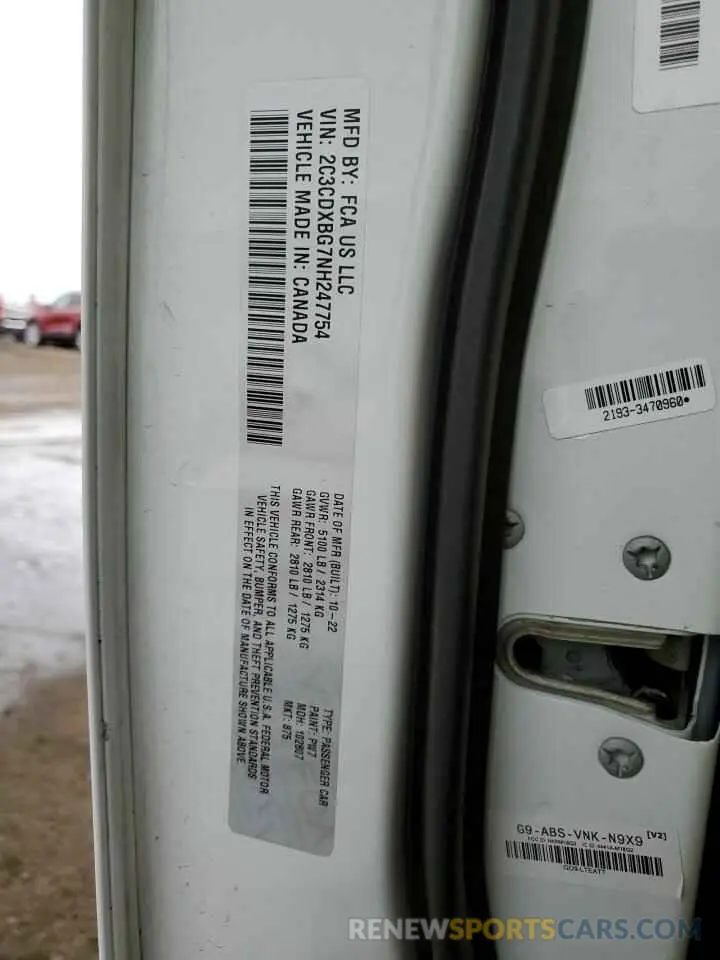 MFD BY: FCA US LLC
VIN: 2C3CDXBG7NH247754
VEHICLE MADE IN: CANADA
DATE OF MFR (BUILT): 10-22
GVWR: 5100 LB / 2314 KG
GAWR FRONT: 2810 LB / 1275 KG
GAWR REAR: 2810 LB / 1275 KG
THIS VEHICLE CONFORMS TO ALL APPLICABLE U.S.A. FEDERAL MOTOR
VEHICLE SAFETY, BUMPER, AND THEFT PREVENTION STANDARDS
IN EFFECT ON THE DATE OF MANUFACTURE SHOWN ABOVE
TYPE: PASSENGER CAR
PAINT: PW7
MDH: 102807
MKT: 875
2193-3470960
G9-ABS-VNK-N9X9 [V2]
RENEWSPORTSCARS.COM